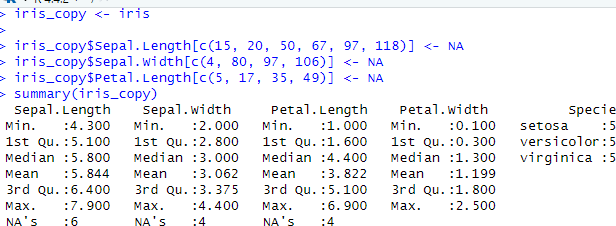 > iris_copy <- iris
>
> iris_copy$Sepal.Length[c(15, 20, 50, 67, 97, 118)] <- NA
> iris_copy$Sepal.Width[c(4, 80, 97, 106)] <- NA
> iris_copy$Petal.Length[c(5, 17, 35, 49)] <- NA
> summary(iris_copy)
  Sepal.Length    Sepal.Width     Petal.Length    Petal.Width          Specie
 Min.   :4.300   Min.   :2.000   Min.   :1.000   Min.   :0.100   setosa    :5
 1st Qu.:5.100   1st Qu.:2.800   1st Qu.:1.600   1st Qu.:0.300   versicolor:5
 Median :5.800   Median :3.000   Median :4.400   Median :1.300   virginica :5
 Mean   :5.844   Mean   :3.062   Mean   :3.822   Mean   :1.199
 3rd Qu.:6.400   3rd Qu.:3.375   3rd Qu.:5.100   3rd Qu.:1.800
 Max.   :7.900   Max.   :4.400   Max.   :6.900   Max.   :2.500
 NA's   :6       NA's   :4       NA's   :4